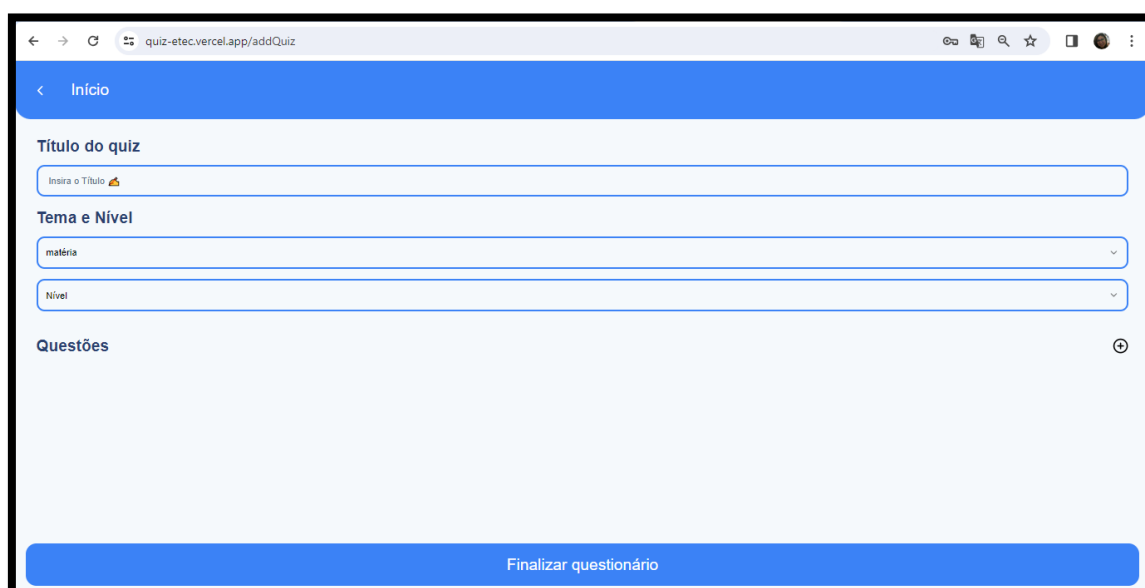 quiz-etec.vercel.app/addQuiz
Início
Título do quiz
Insira o Título ✍
Tema e Nível
matéria
Nível
Questões
Finalizar questionário